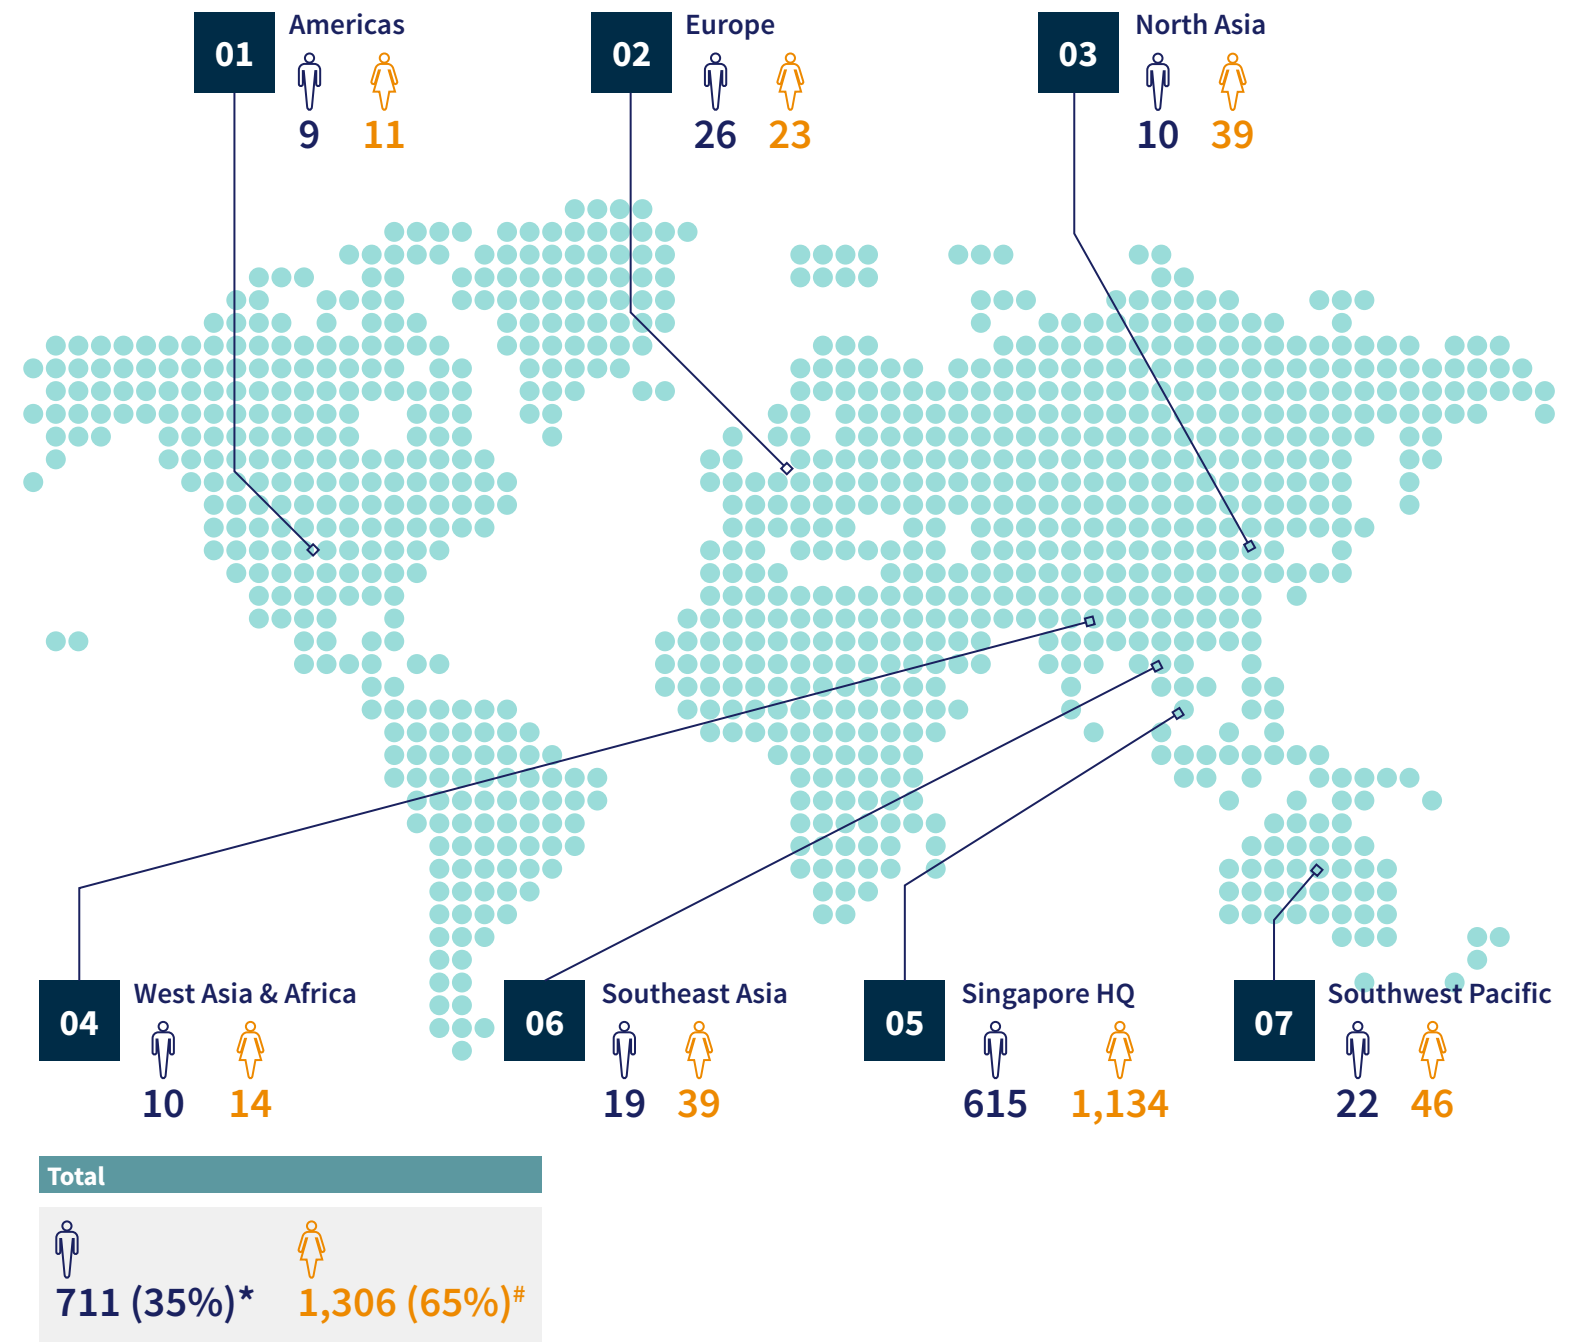 01
Americas
9 11
02
Europe
26 23
03
North Asia
10 39
04
West Asia & Africa
10 14
06
Southeast Asia
19 39
05
Singapore HQ
615 1,134
07
Southwest Pacific
22 46
Total
711 (35%)* 1,306 (65%)#